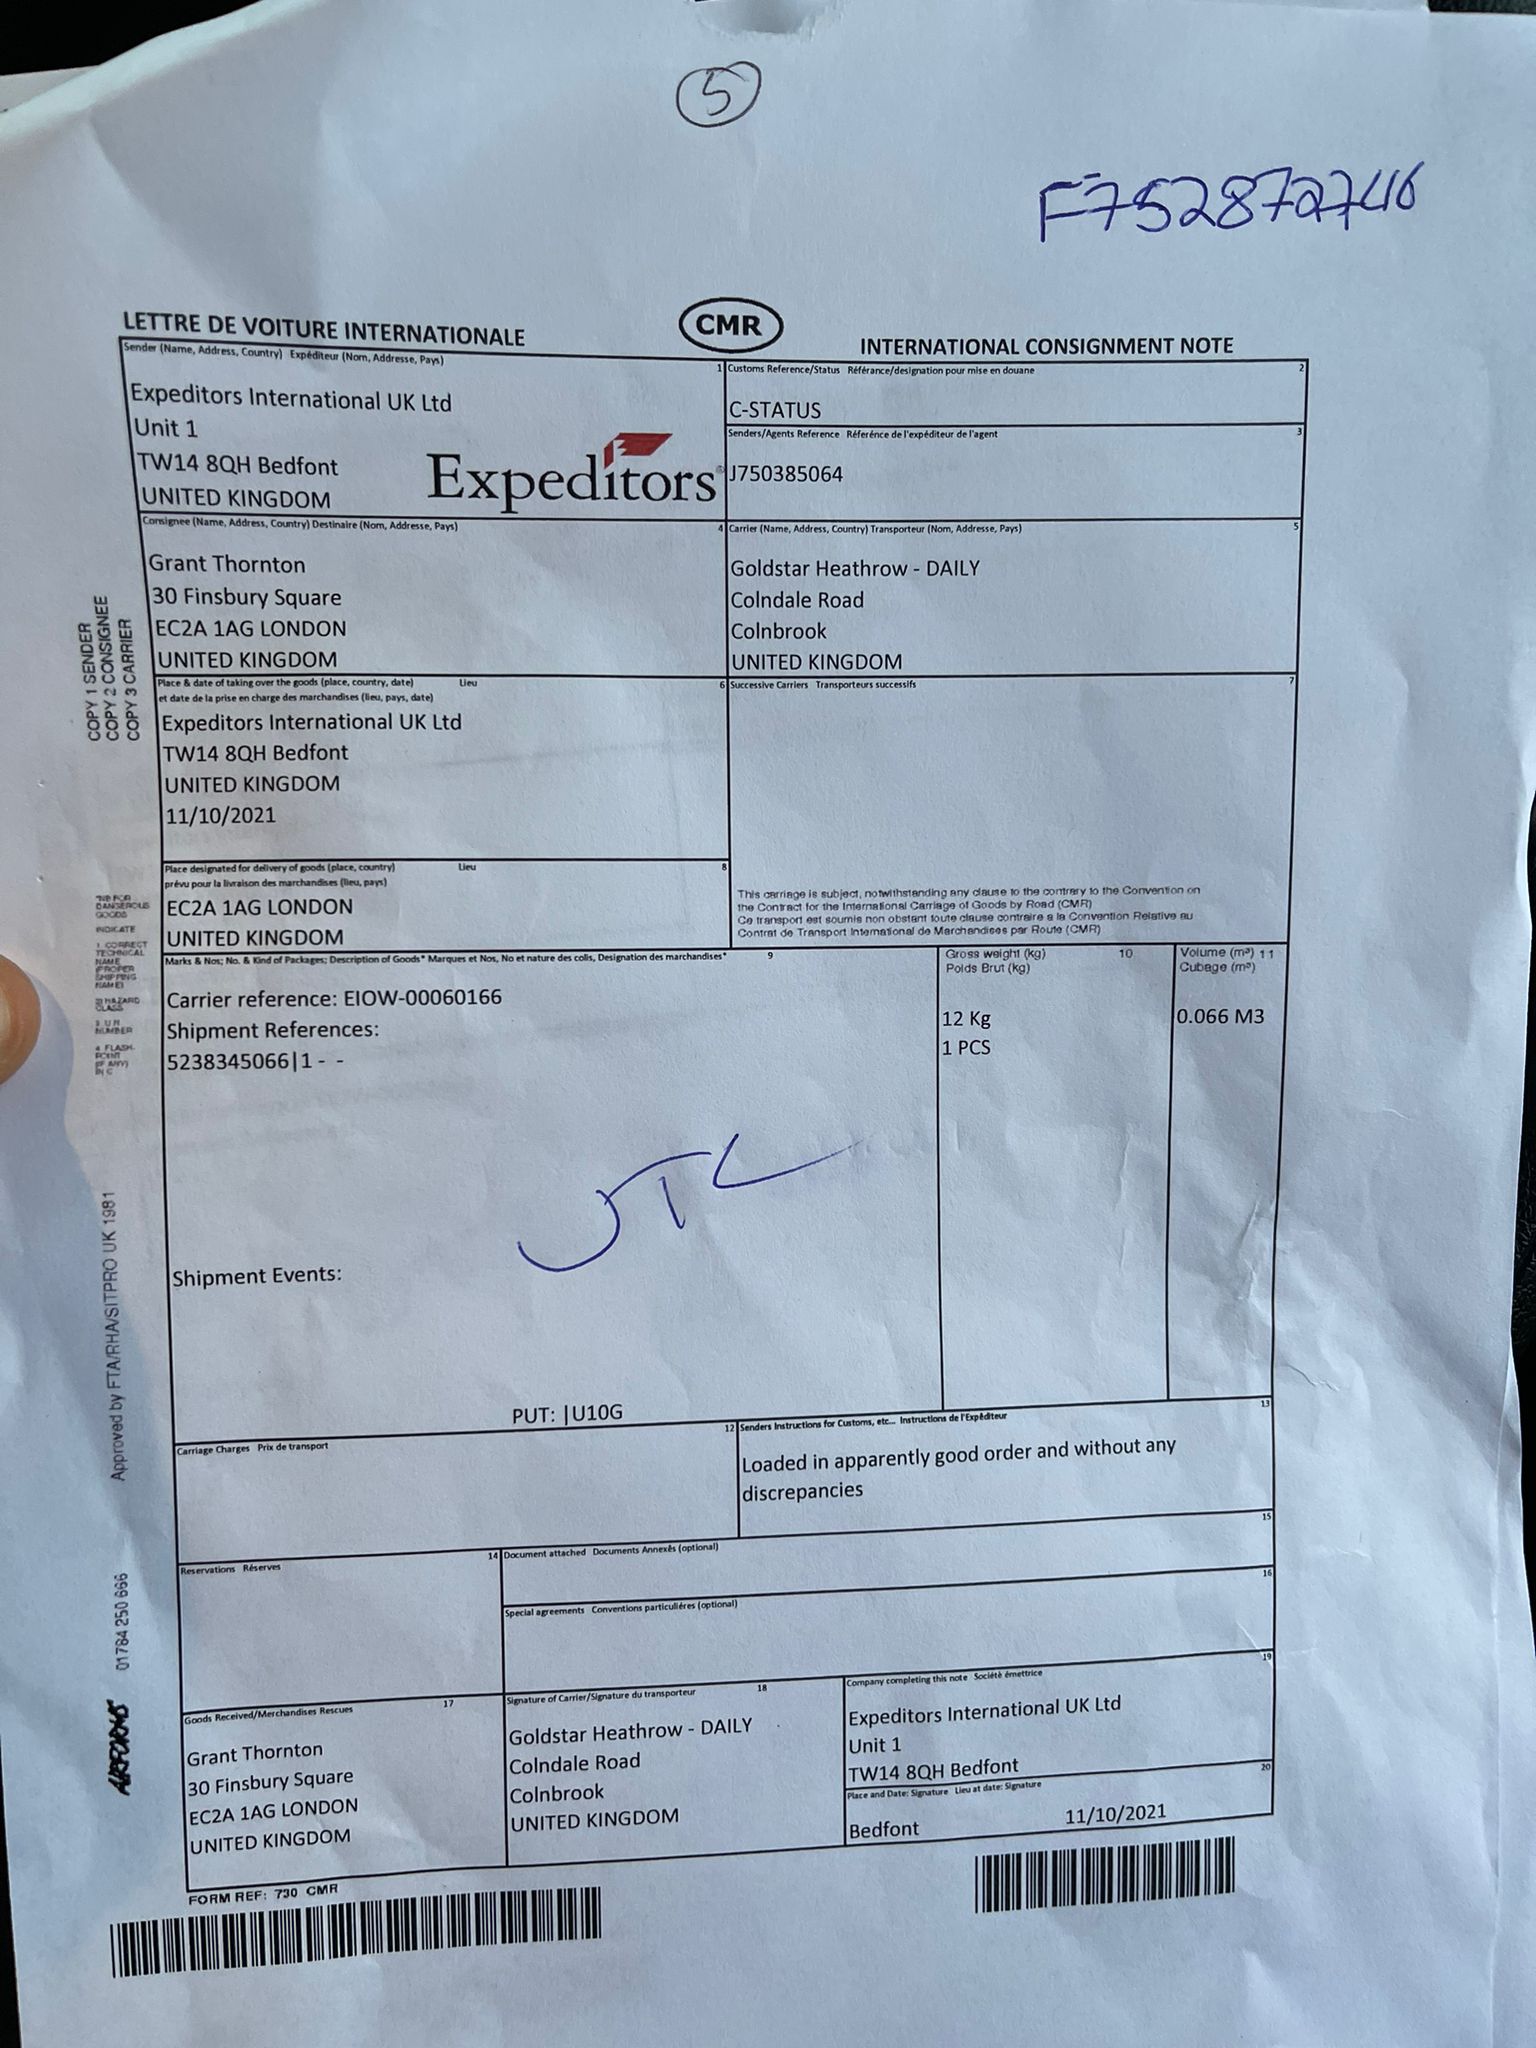 5
F752872746
LETTRE DE VOITURE INTERNATIONALE
CMR
INTERNATIONAL CONSIGNMENT NOTE
Sender (Name, Address, Country) Expéditeur (Nom, Addresse, Pays) 1
Expeditors International UK Ltd
Unit 1
TW14 8QH Bedfont
UNITED KINGDOM
Expeditors
Customs Reference/Status Référance/designation pour mise en douane 2
C-STATUS
Senders/Agents Reference Référence de l'expéditeur de l'agent 3
J750385064
Consignee (Name, Address, Country) Destinaire (Nom, Addresse, Pays) 4
Grant Thornton
30 Finsbury Square
EC2A 1AG LONDON
UNITED KINGDOM
Carrier (Name, Address, Country) Transporteur (Nom, Addresse, Pays) 5
Goldstar Heathrow - DAILY
Colndale Road
Colnbrook
UNITED KINGDOM
COPY 1 SENDER
COPY 2 CONSIGNEE
COPY 3 CARRIER
Place & date of taking over the goods (place, country, date) Lieu 6
et date de la prise en charge des marchandises (lieu, pays, date)
Expeditors International UK Ltd
TW14 8QH Bedfont
UNITED KINGDOM
11/10/2021
Successive Carriers Transporteurs successifs 7
Place designated for delivery of goods (place, country) Lieu 8
prévu pour la livraison des marchandises (lieu, pays)
EC2A 1AG LONDON
UNITED KINGDOM
This carriage is subject, notwithstanding any clause to the contrary to the Convention on
the Contract for the International Carriage of Goods by Road (CMR)
Ce transport est soumis non obstant toute clause contraire a la Convention Relative au
Contrat de Transport International de Marchandises par Route (CMR)
DANGEROUS
GOODS
INDICATE
1 CORRECT
TECHNICAL
NAME
(PROPER
SHIPPING
NAME)
HAZARD
CLASS
3 U N
NUMBER
4 FLASH-
POINT
(IF ANY)
IN C
Marks & Nos; No. & Kind of Packages; Description of Goods* Marques et Nos, No et nature des colis, Designation des marchandises* 9
Gross weight (kg) 10
Poids Brut (kg)
Volume (m³) 11
Cubage (m³)
Carrier reference: EIOW-00060166
Shipment References:
5238345066|1 - -
12 Kg
1 PCS
0.066 M3
Shipment Events:
PUT: |U10G
Approved by FTA/RHA/SITPRO UK 1981
Carriage Charges Prix de transport 12
Senders Instructions for Customs, etc... Instructions de l'Expéditeur 13
Loaded in apparently good order and without any
discrepancies
Reservations Réserves 14
Document attached Documents Annexés (optional) 15
Special agreements Conventions particuliéres (optional) 16
01784 250 666
AIRFORMS
Goods Received/Merchandises Rescues 17
Grant Thornton
30 Finsbury Square
EC2A 1AG LONDON
UNITED KINGDOM
Signature of Carrier/Signature du transporteur 18
Goldstar Heathrow - DAILY
Colndale Road
Colnbrook
UNITED KINGDOM
Company completing this note Société émettrice 19
Expeditors International UK Ltd
Unit 1
TW14 8QH Bedfont
Place and Date: Signature Lieu at date: Signature 20
Bedfont 11/10/2021
FORM REF: 730 CMR